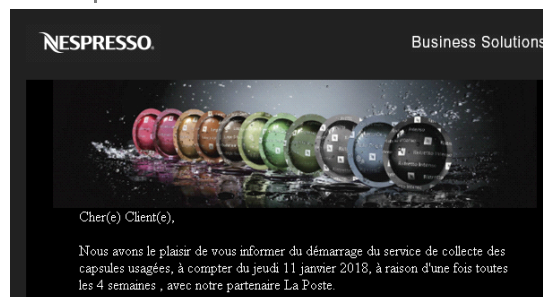 NESPRESSO.
Business Solutions
Cher(e) Client(e),
Nous avons le plaisir de vous informer du démarrage du service de collecte des
capsules usagées, à compter du jeudi 11 janvier 2018, à raison d'une fois toutes
les 4 semaines , avec notre partenaire La Poste.